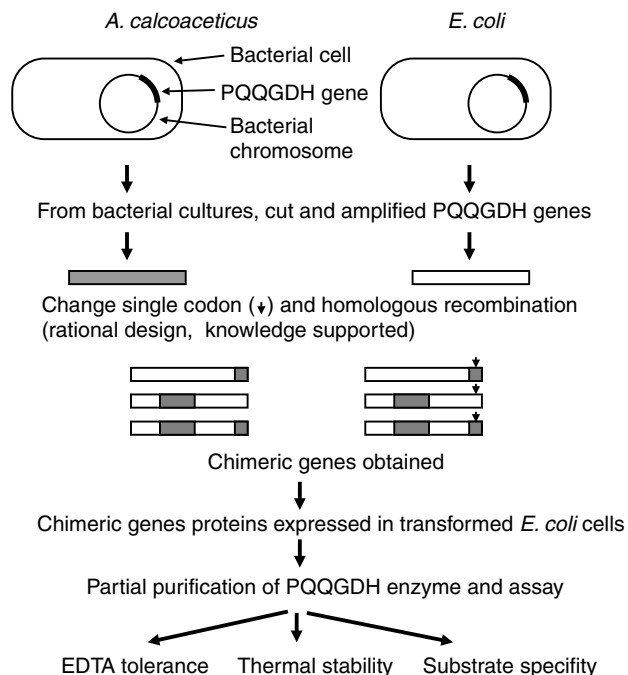 A. calcoaceticus
E. coli
Bacterial cell
PQQGDH gene
Bacterial
chromosome
From bacterial cultures, cut and amplified PQQGDH genes
Change single codon (↓) and homologous recombination
(rational design, knowledge supported)
Chimeric genes obtained
Chimeric genes proteins expressed in transformed E. coli cells
Partial purification of PQQGDH enzyme and assay
EDTA tolerance
Thermal stability
Substrate specifity